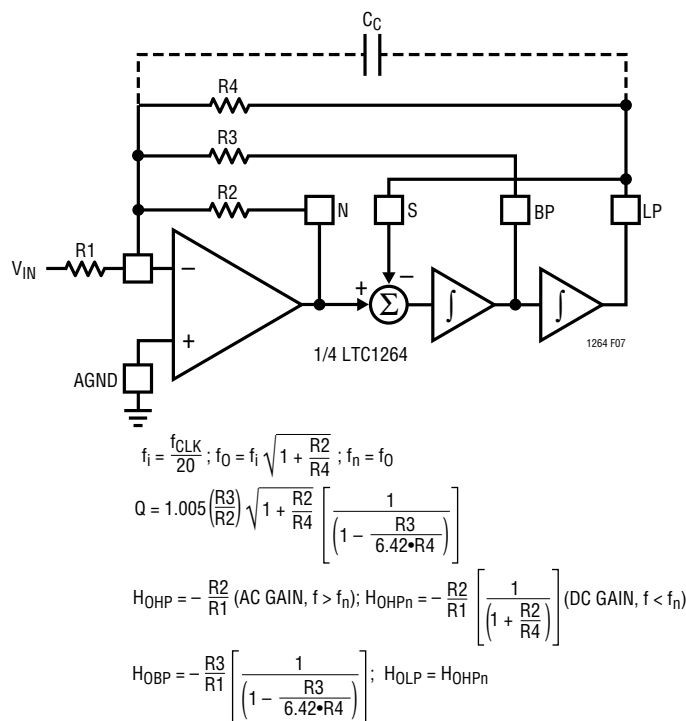 C_C
R4
R3
R2
N
S
BP
LP
R1
V_IN
−
+
−
+
Σ
∫
∫
1264 F07
1/4 LTC1264
AGND
f_i = f_CLK/20 ; f_O = f_i √(1 + R2/R4) ; f_n = f_O
Q = 1.005 (R3/R2) √(1 + R2/R4) [1/(1 − R3/(6.42•R4))]
H_OHP = − R2/R1 (AC GAIN, f > f_n); H_OHPn = − R2/R1 [1/(1 + R2/R4)] (DC GAIN, f < f_n)
H_OBP = − R3/R1 [1/(1 − R3/(6.42•R4))] ; H_OLP = H_OHPn